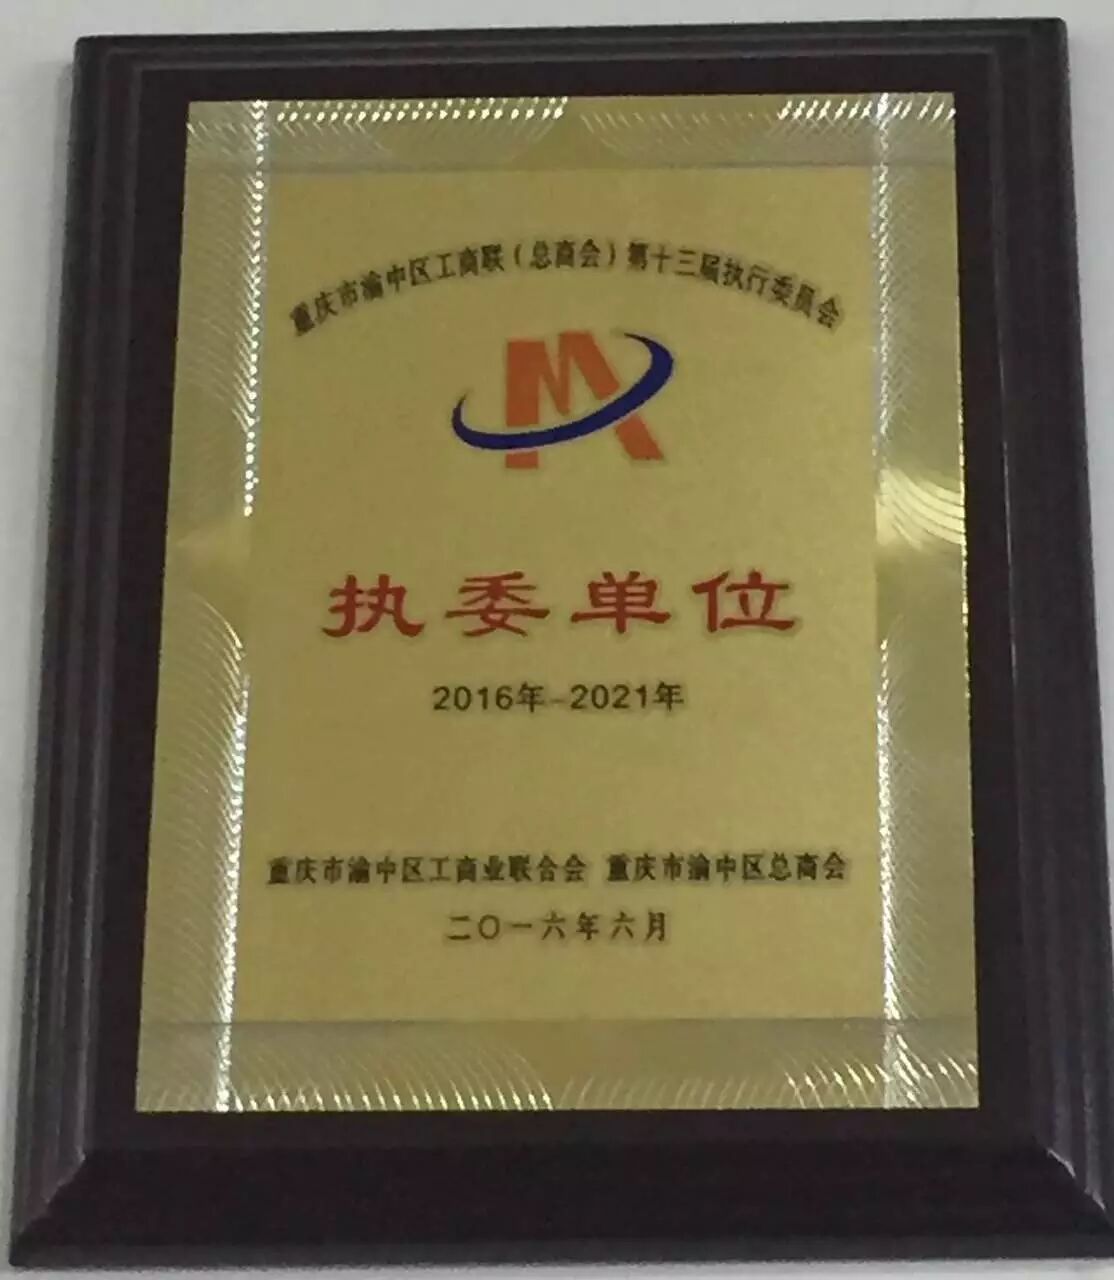 重庆市渝中区工商联（总商会）第十三届执行委员会
执委单位
2016年-2021年
重庆市渝中区工商业联合会 重庆市渝中区总商会
二〇一六年六月